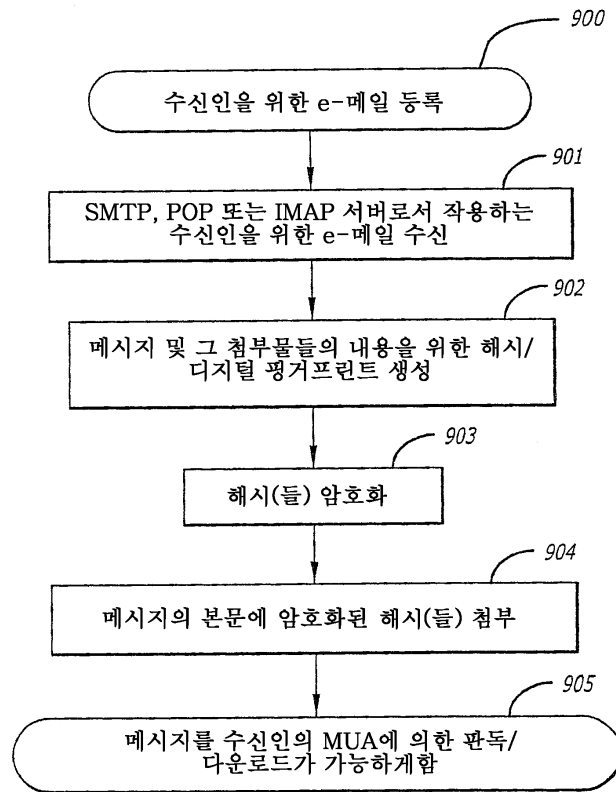 900
수신인을 위한 e-메일 등록
901
SMTP, POP 또는 IMAP 서버로서 작용하는
수신인을 위한 e-메일 수신
902
메시지 및 그 첨부물들의 내용을 위한 해시/
디지털 핑거프린트 생성
903
해시(들) 암호화
904
메시지의 본문에 암호화된 해시(들) 첨부
905
메시지를 수신인의 MUA에 의한 판독/
다운로드가 가능하게함